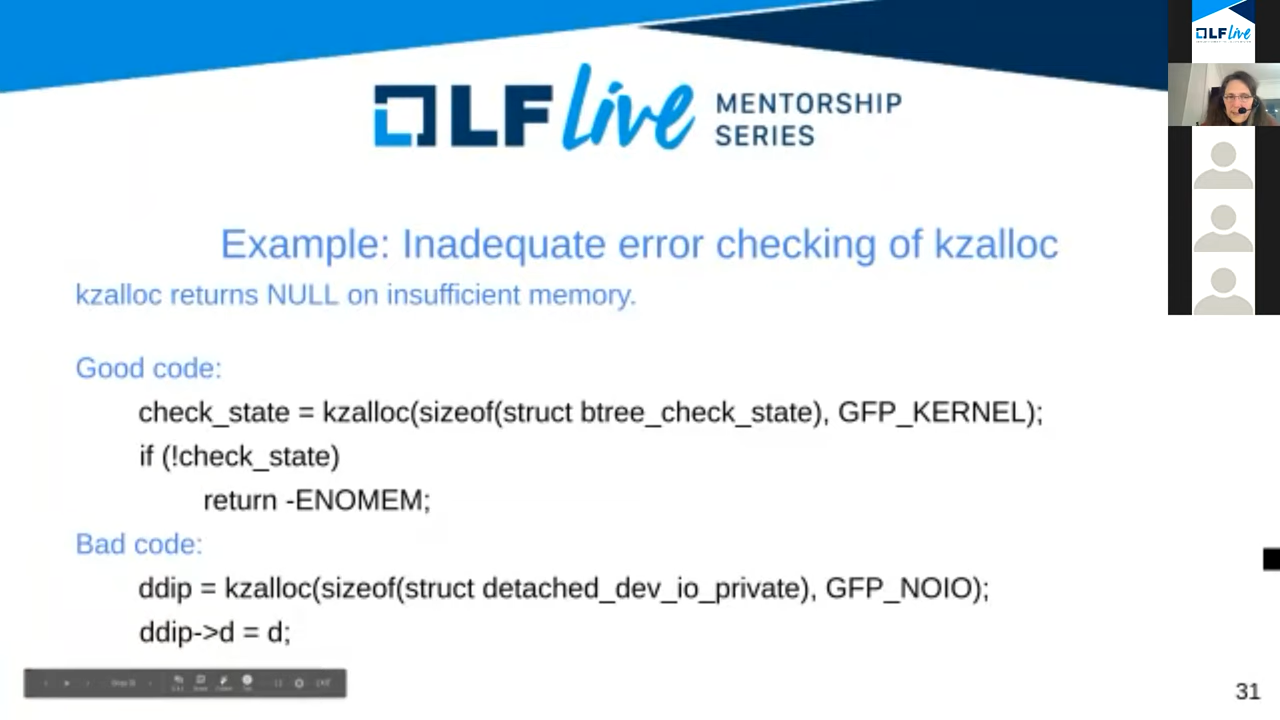 LF Live MENTORSHIP
SERIES
LF Live
Example: Inadequate error checking of kzalloc
kzalloc returns NULL on insufficient memory.
Good code:
check_state = kzalloc(sizeof(struct btree_check_state), GFP_KERNEL);
if (!check_state)
return -ENOMEM;
Bad code:
ddip = kzalloc(sizeof(struct detached_dev_io_private), GFP_NOIO);
ddip->d = d;
31